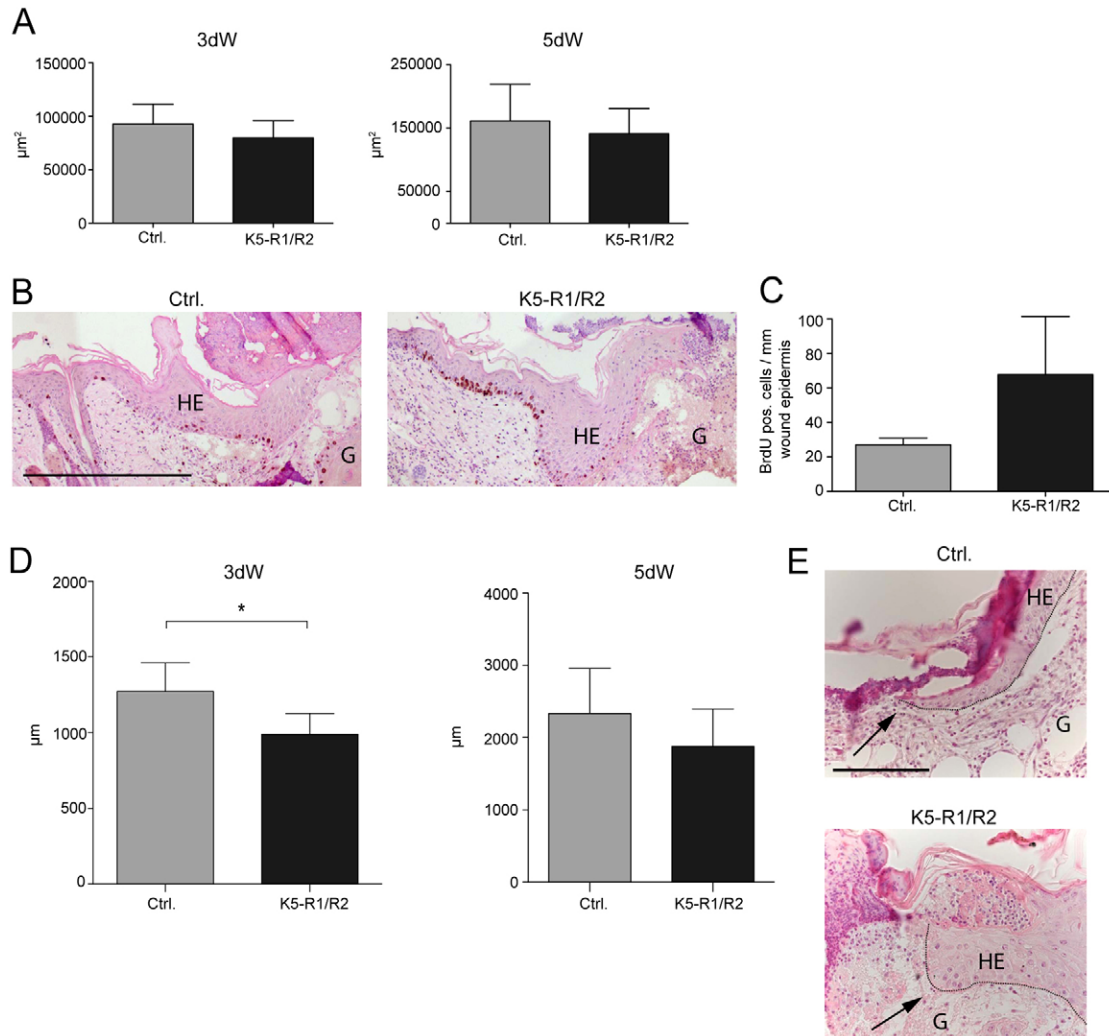 A
3dW
150000
100000
50000
0
µm²
Ctrl.
K5-R1/R2
5dW
250000
150000
50000
0
µm²
Ctrl.
K5-R1/R2
B
Ctrl.
HE
G
K5-R1/R2
HE
G
C
100
80
60
40
20
0
BrdU pos. cells / mm
wound epidermis
Ctrl.
K5-R1/R2
D
3dW
2000
1500
1000
500
0
µm
*
Ctrl.
K5-R1/R2
5dW
4000
3000
2000
1000
0
µm
Ctrl.
K5-R1/R2
E
Ctrl.
HE
G
K5-R1/R2
HE
G